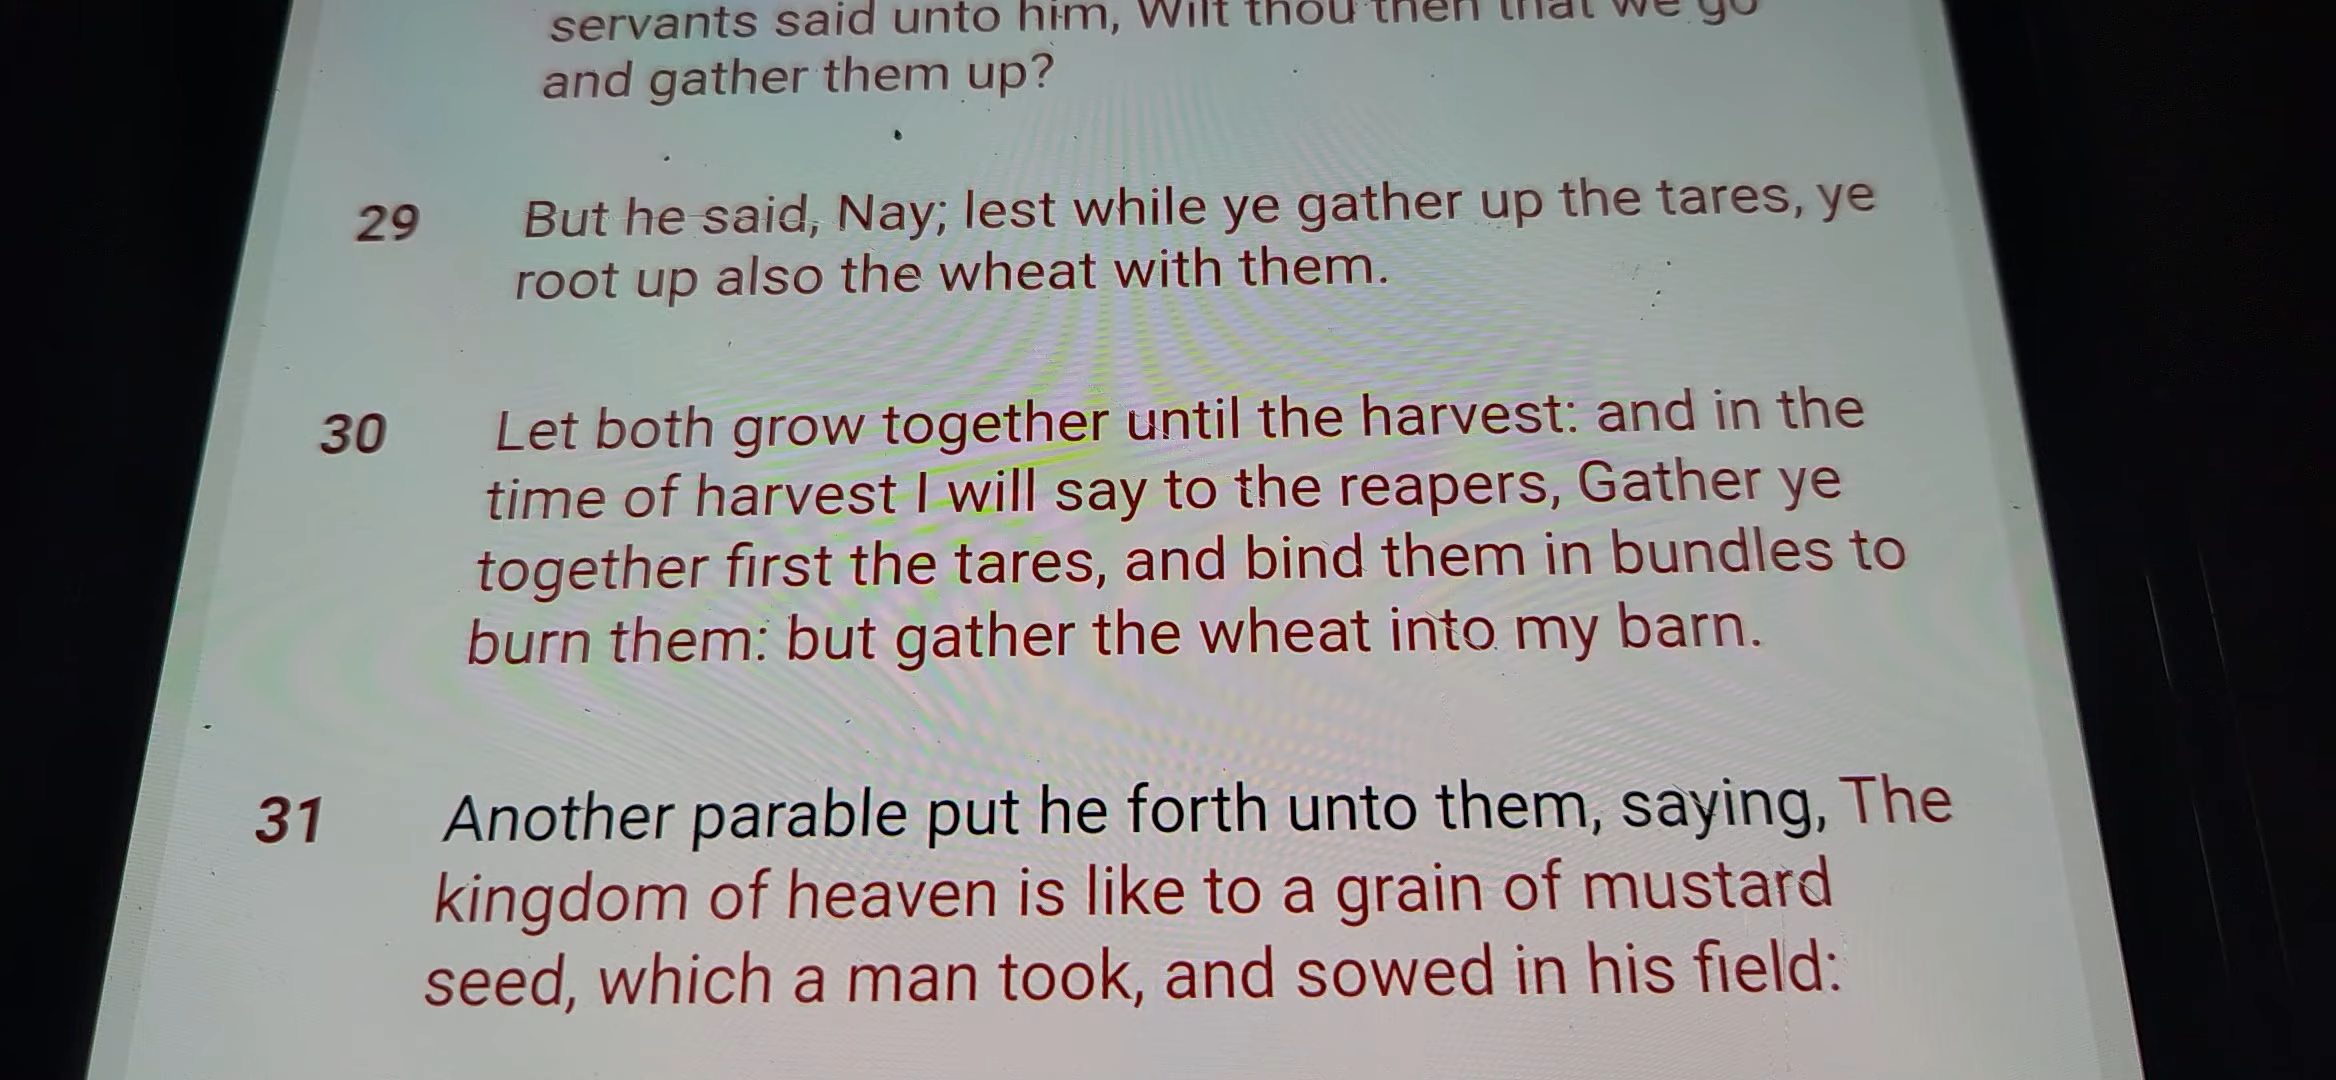 servants said unto him, Wilt thou then that we go
and gather them up?
29 But he said, Nay; lest while ye gather up the tares, ye
root up also the wheat with them.
30 Let both grow together until the harvest: and in the
time of harvest I will say to the reapers, Gather ye
together first the tares, and bind them in bundles to
burn them: but gather the wheat into my barn.
31 Another parable put he forth unto them, saying, The
kingdom of heaven is like to a grain of mustard
seed, which a man took, and sowed in his field: